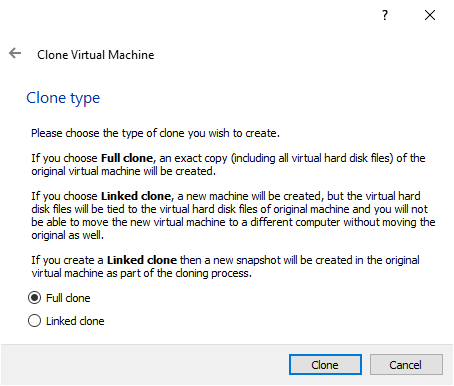 ?
Clone Virtual Machine
Clone type
Please choose the type of clone you wish to create.
If you choose Full clone, an exact copy (including all virtual hard disk files) of the
original virtual machine will be created.
If you choose Linked clone, a new machine will be created, but the virtual hard
disk files will be tied to the virtual hard disk files of original machine and you will not
be able to move the new virtual machine to a different computer without moving the
original as well.
If you create a Linked clone then a new snapshot will be created in the original
virtual machine as part of the cloning process.
Full clone
Linked clone
Clone Cancel